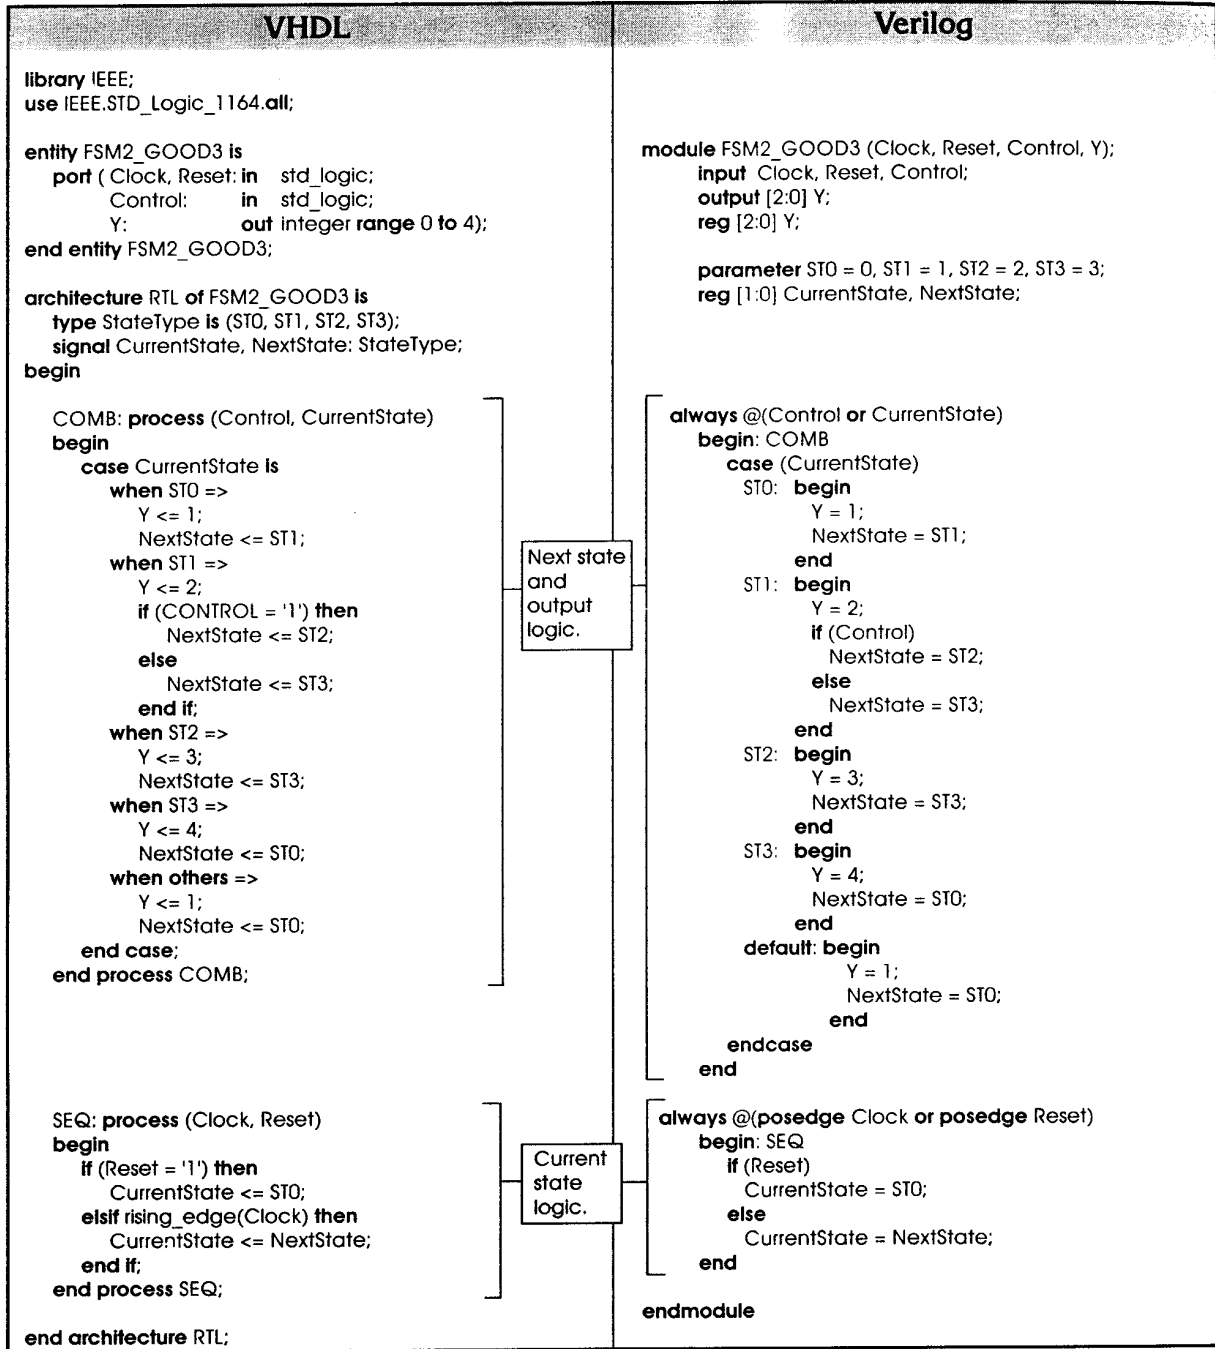 VHDL
library IEEE;
use IEEE.STD_Logic_1164.all;
entity FSM2_GOOD3 is
port ( Clock, Reset: in std_logic;
Control: in std_logic;
Y: out integer range 0 to 4);
end entity FSM2_GOOD3;
architecture RTL of FSM2_GOOD3 is
type StateType is (ST0, ST1, ST2, ST3);
signal CurrentState, NextState: StateType;
begin
COMB: process (Control, CurrentState)
begin
case CurrentState is
when ST0 =>
Y <= 1;
NextState <= ST1;
when ST1 =>
Y <= 2;
if (CONTROL = '1') then
NextState <= ST2;
else
NextState <= ST3;
end if;
when ST2 =>
Y <= 3;
NextState <= ST3;
when ST3 =>
Y <= 4;
NextState <= ST0;
when others =>
Y <= 1;
NextState <= ST0;
end case;
end process COMB;
SEQ: process (Clock, Reset)
begin
if (Reset = '1') then
CurrentState <= ST0;
elsif rising_edge(Clock) then
CurrentState <= NextState;
end if;
end process SEQ;
end architecture RTL;
Next state
and
output
logic.
Current
state
logic.
Verilog
module FSM2_GOOD3 (Clock, Reset, Control, Y);
input Clock, Reset, Control;
output [2:0] Y;
reg [2:0] Y;
parameter ST0 = 0, ST1 = 1, ST2 = 2, ST3 = 3;
reg [1:0] CurrentState, NextState;
always @(Control or CurrentState)
begin: COMB
case (CurrentState)
ST0: begin
Y = 1;
NextState = ST1;
end
ST1: begin
Y = 2;
if (Control)
NextState = ST2;
else
NextState = ST3;
end
ST2: begin
Y = 3;
NextState = ST3;
end
ST3: begin
Y = 4;
NextState = ST0;
end
default: begin
Y = 1;
NextState = ST0;
end
endcase
end
always @(posedge Clock or posedge Reset)
begin: SEQ
if (Reset)
CurrentState = ST0;
else
CurrentState = NextState;
end
endmodule